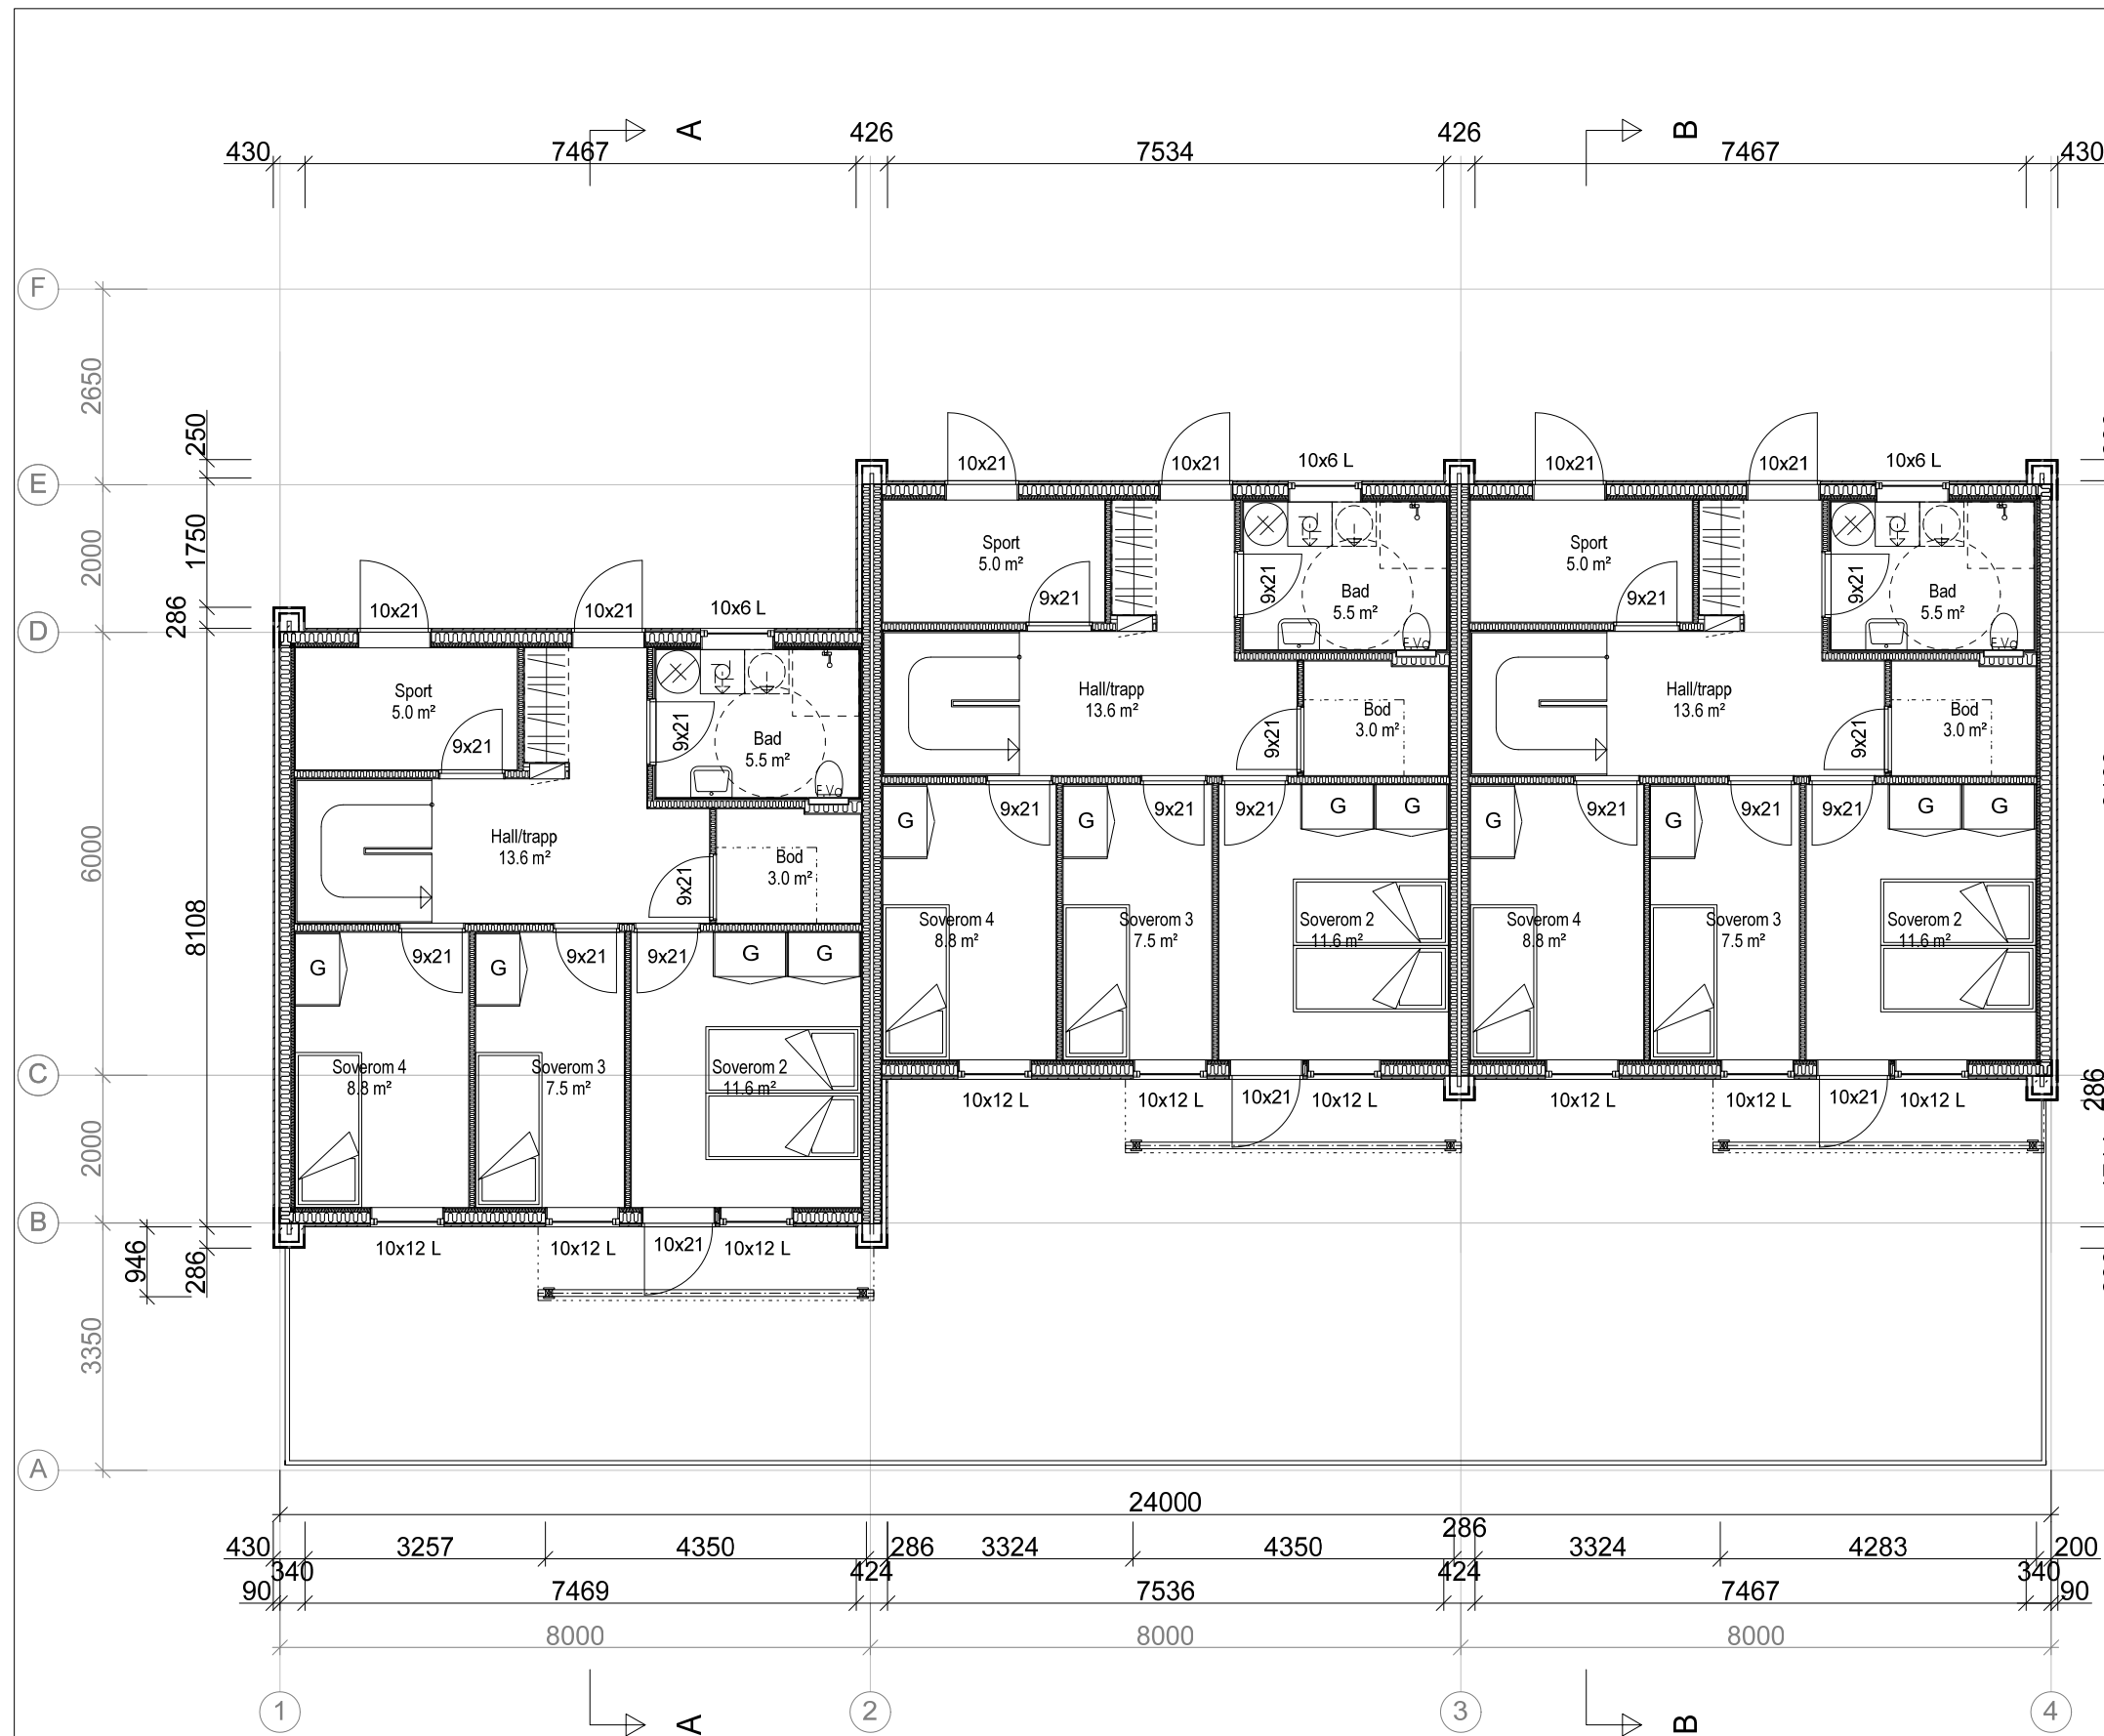 A
B
426
426
430
7467
7534
7467
430
F
2650
250
E
10x21
10x21
10x6 L
10x21
10x21
10x6 L
1750
2000
Sport
5.0 m²
9x21
9x21
Bad
5.5 m²
Sport
5.0 m²
9x21
9x21
Bad
5.5 m²
286
D
10x21
10x21
10x6 L
Sport
5.0 m²
9x21
9x21
Bad
5.5 m²
Hall/trapp
13.6 m²
9x21
Bod
3.0 m²
Hall/trapp
13.6 m²
9x21
Bod
3.0 m²
6000
Hall/trapp
13.6 m²
9x21
Bod
3.0 m²
G
9x21
G
9x21
9x21
G
G
G
9x21
G
9x21
9x21
G
G
8108
Soverom 4
8.8 m²
Soverom 3
7.5 m²
Soverom 2
11.6 m²
Soverom 4
8.8 m²
Soverom 3
7.5 m²
Soverom 2
11.6 m²
G
9x21
G
9x21
9x21
G
G
C
Soverom 4
8.8 m²
Soverom 3
7.5 m²
Soverom 2
11.6 m²
10x12 L
10x12 L
10x21
10x12 L
10x12 L
10x12 L
10x21
10x12 L
286
2000
B
946
286
10x12 L
10x12 L
10x21
10x12 L
3350
A
24000
430
3257
4350
286
3324
4350
286
3324
4283
200
340
424
424
340
90
7469
7536
7467
90
8000
8000
8000
1
2
3
4
A
B